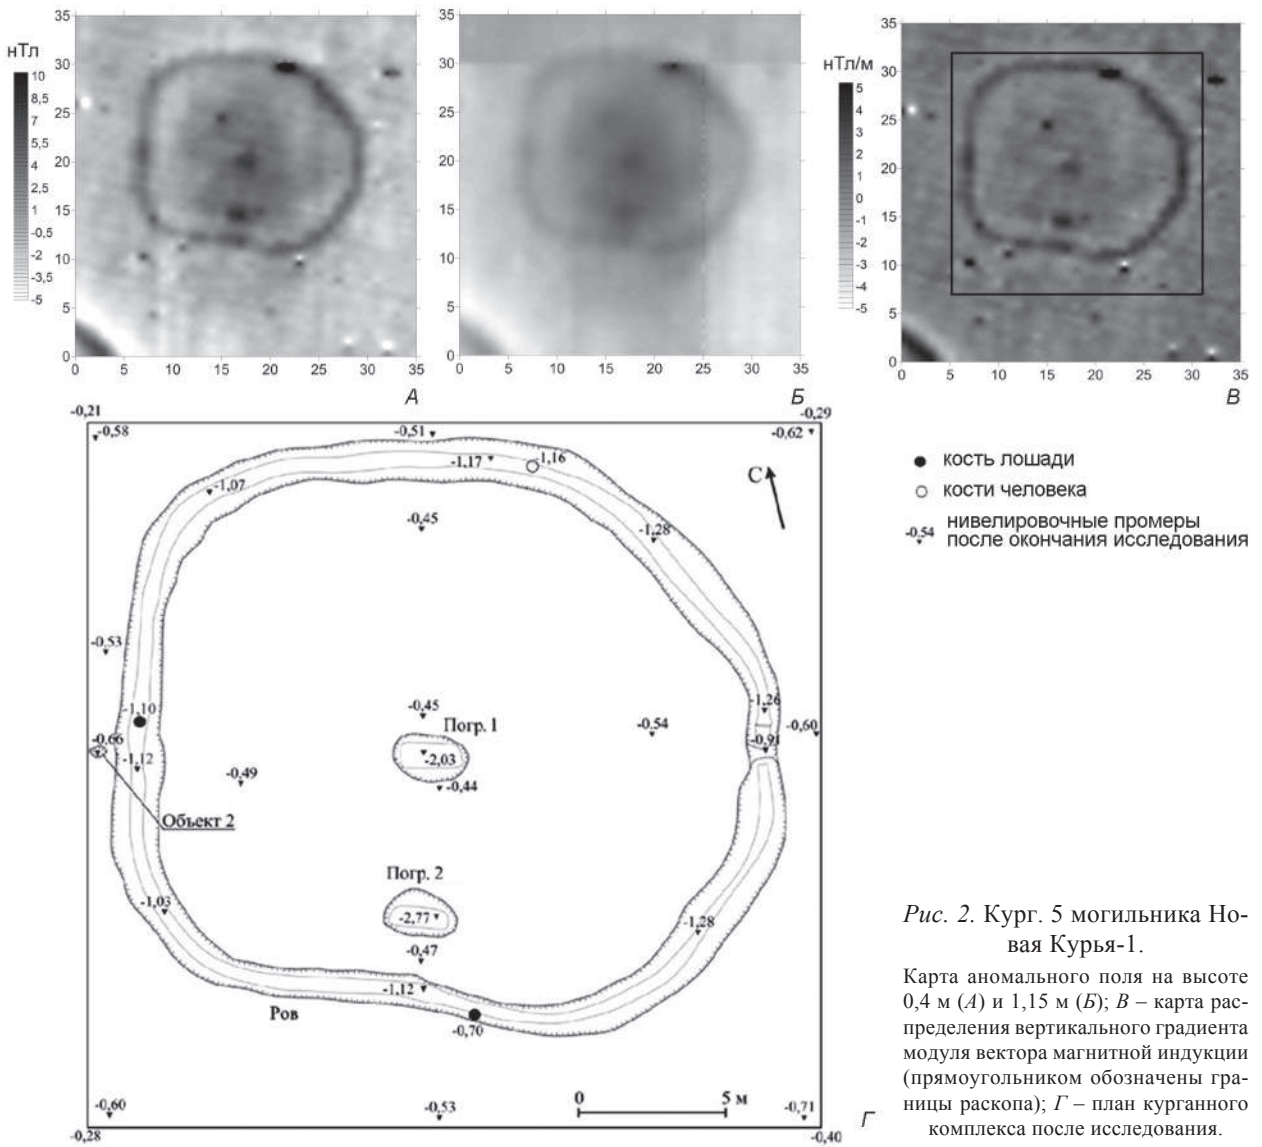 35
30
25
20
15
10
5
0
0 5 10 15 20 25 30 35
нТл
10
8,5
7
5,5
4
2,5
1
-0,5
-2
-3,5
-5
А
35
30
25
20
15
10
5
0
0 5 10 15 20 25 30 35
Б
нТл/м
5
4
3
2
1
0
-1
-2
-3
-4
-5
35
30
25
20
15
10
5
0
0 5 10 15 20 25 30 35
В
-0,21
-0,29
-0,58
-0,51
-0,62
-1,17
-1,16
-1,07
С
-0,45
-1,28
-0,53
-1,10
-0,45
-1,26
Погр. 1
-0,54
-0,60
-0,66
-0,91
-1,12
-2,03
-0,49
-0,44
Объект 2
Погр. 2
-1,03
-2,77
-1,28
-0,47
-1,12
Ров
-0,70
-0,60
-0,53
0 5 м
-0,71
Г
-0,28
-0,40
кость лошади
кости человека
-0,54 нивелировочные промеры
после окончания исследования
Рис. 2. Кург. 5 могильника Но-
вая Курья-1.
Карта аномального поля на высоте
0,4 м (А) и 1,15 м (Б); В – карта рас-
пределения вертикального градиента
модуля вектора магнитной индукции
(прямоугольником обозначены гра-
ницы раскопа); Г – план курганного
комплекса после исследования.